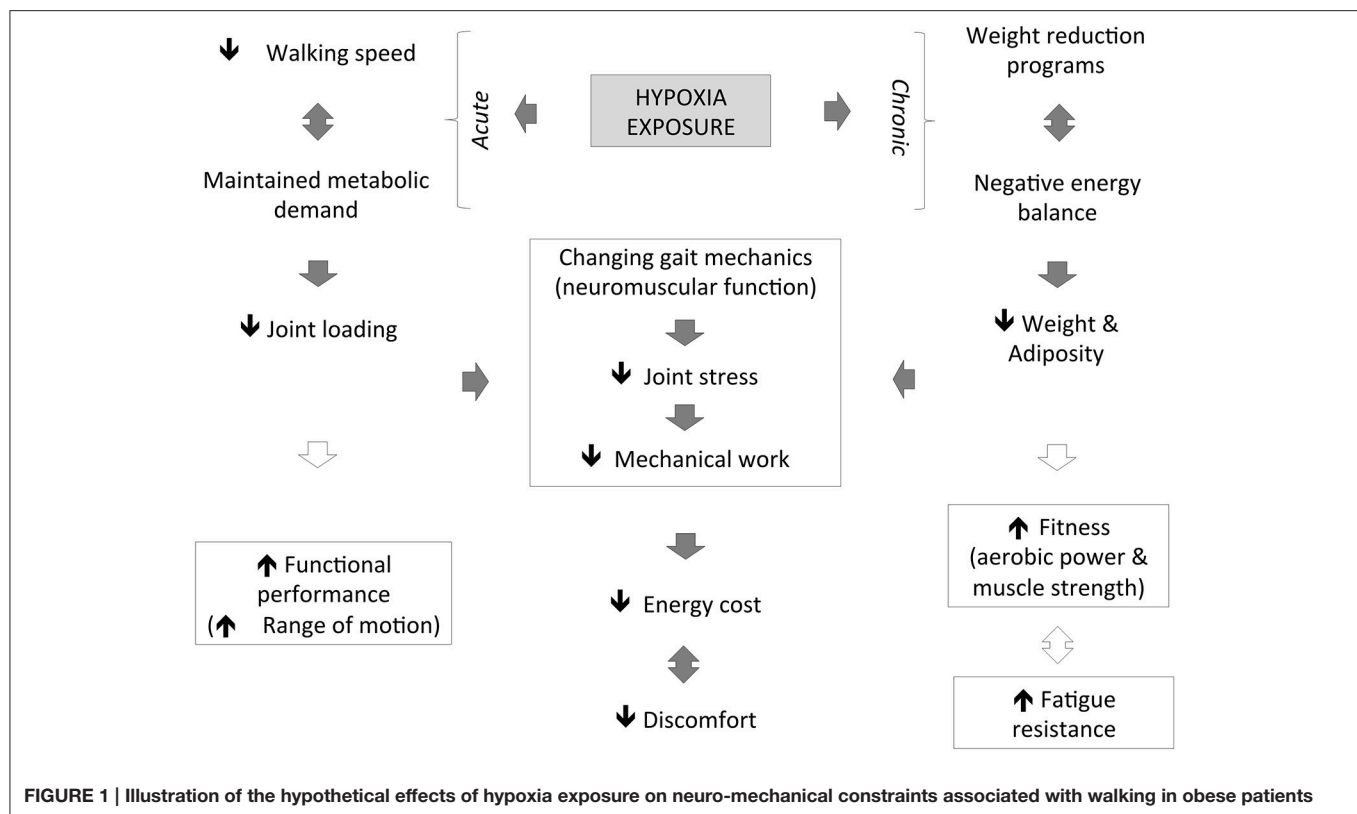 🡇 Walking speed
Maintained metabolic
demand
🡇 Joint loading
🡅 Functional
performance
(🡅 Range of motion)
Acute
HYPOXIA
EXPOSURE
Chronic
Changing gait mechanics
(neuromuscular function)
🡇 Joint stress
🡇 Mechanical work
🡇 Energy cost
🡇 Discomfort
Weight reduction
programs
Negative energy
balance
🡇 Weight &
Adiposity
🡅 Fitness
(aerobic power &
muscle strength)
🡅 Fatigue
resistance
FIGURE 1 | Illustration of the hypothetical effects of hypoxia exposure on neuro-mechanical constraints associated with walking in obese patients